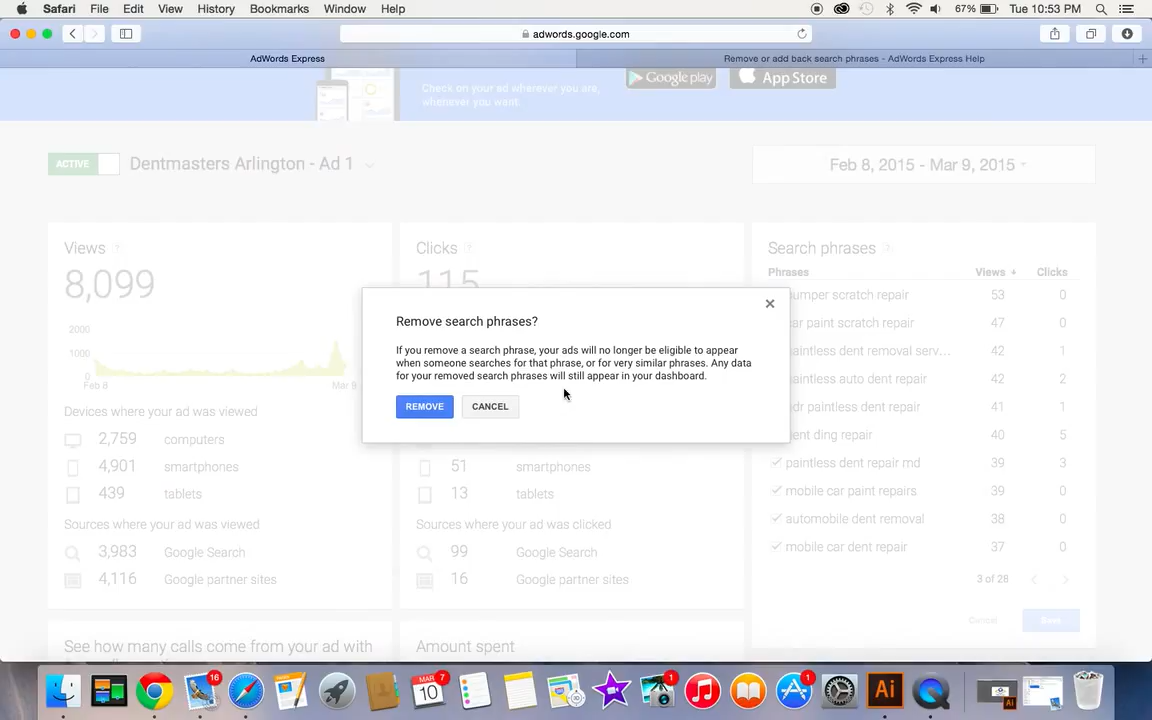 Safari File Edit View History Bookmarks Window Help 67% Tue 10:53 PM
adwords.google.com
AdWords Express Remove or add back search phrases - AdWords Express Help
Check on your ad wherever you are,
whenever you want.
Google play App Store
ACTIVE Dentmasters Arlington - Ad 1 Feb 8, 2015 - Mar 9, 2015
Views ?
8,099
2000
1000
0
Feb 8 Mar 9
Devices where your ad was viewed
2,759 computers
4,901 smartphones
439 tablets
Sources where your ad was viewed
3,983 Google Search
4,116 Google partner sites
Clicks ?
115
51 smartphones
13 tablets
Sources where your ad was clicked
99 Google Search
16 Google partner sites
Remove search phrases?
If you remove a search phrase, your ads will no longer be eligible to appear
when someone searches for that phrase, or for very similar phrases. Any data
for your removed search phrases will still appear in your dashboard.
REMOVE CANCEL
Search phrases ?
Phrases Views Clicks
scratch repair 53 0
paint scratch repair 47 0
dent removal serv… 42 1
auto dent repair 42 2
paintless dent repair 41 1
ding repair 40 5
paintless dent repair md 39 3
mobile car paint repairs 39 0
automobile dent removal 38 0
mobile car dent repair 37 0
3 of 28
Cancel Save
See how many calls come from your ad with
Amount spent
16
MAR 7
10
1
1
Ai
Ai